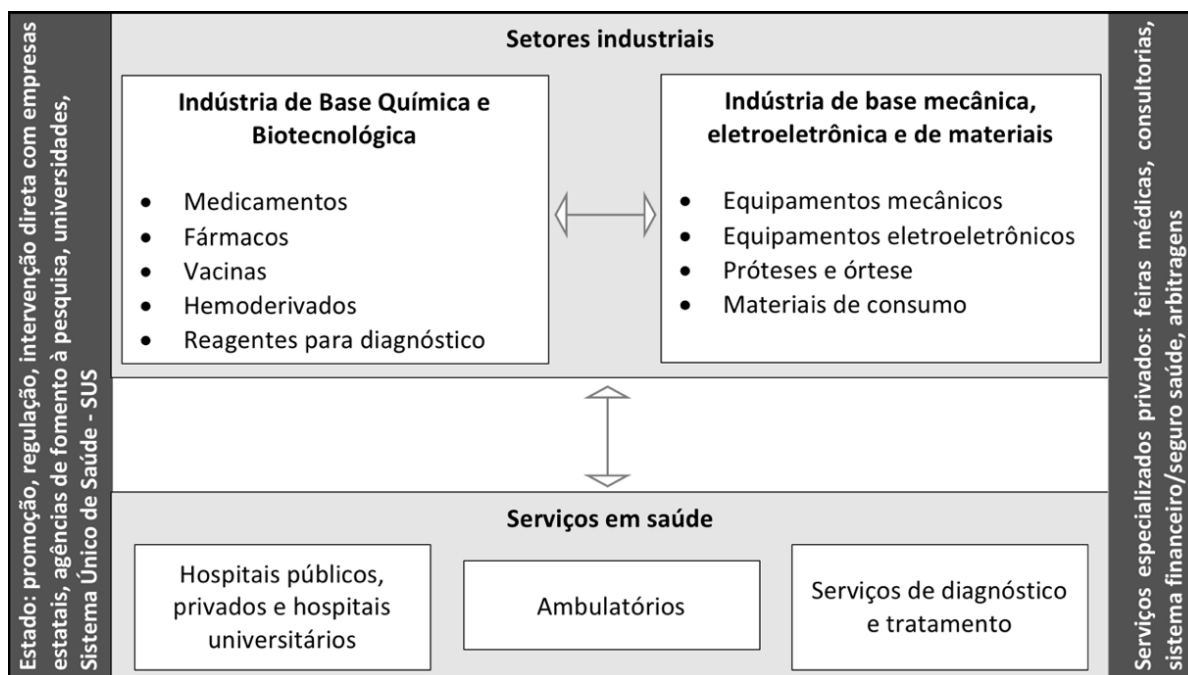 Estado: promoção, regulação, intervenção direta com empresas
estatais, agências de fomento à pesquisa, universidades,
Sistema Único de Saúde - SUS
Setores industriais
Indústria de Base Química e
Biotecnológica
• Medicamentos
• Fármacos
• Vacinas
• Hemoderivados
• Reagentes para diagnóstico
Indústria de base mecânica,
eletroeletrônica e de materiais
• Equipamentos mecânicos
• Equipamentos eletroeletrônicos
• Próteses e órtese
• Materiais de consumo
Serviços em saúde
Hospitais públicos,
privados e hospitais
universitários
Ambulatórios
Serviços de diagnóstico
e tratamento
Serviços especializados privados: feiras médicas, consultorias,
sistema financeiro/seguro saúde, arbitragens